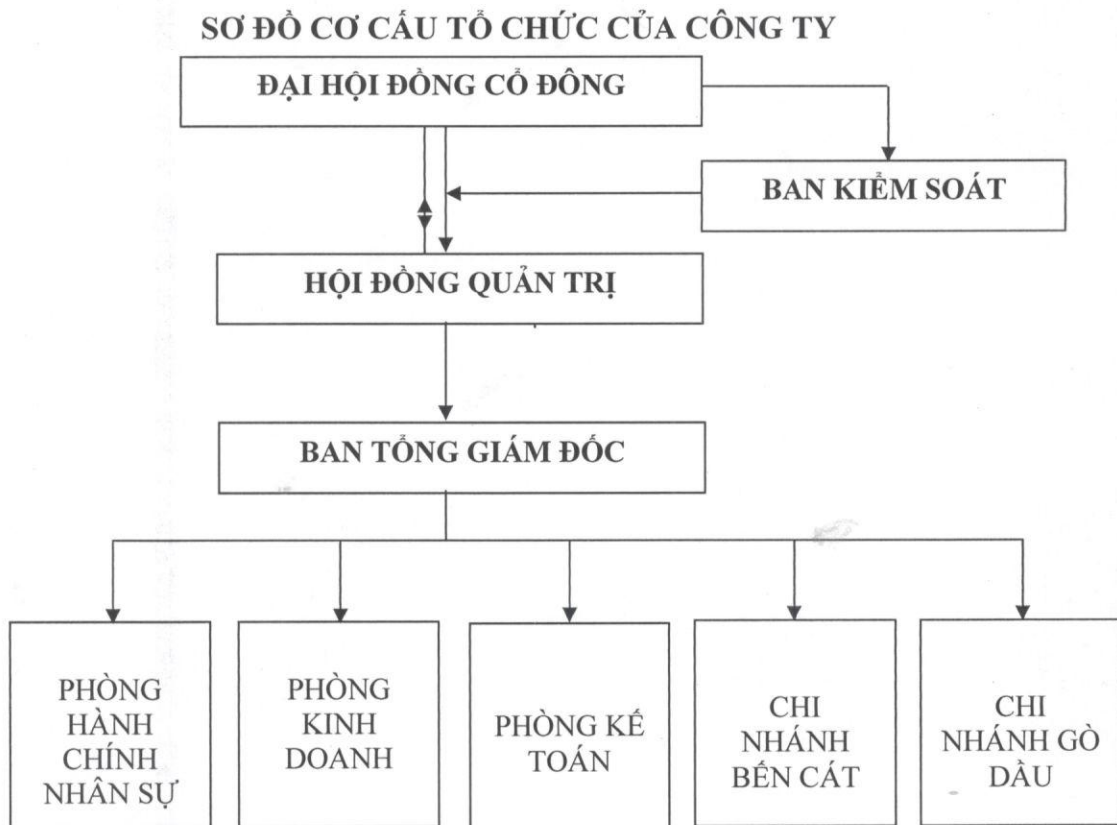 SƠ ĐỒ CƠ CẤU TỔ CHỨC CỦA CÔNG TY
ĐẠI HỘI ĐỒNG CỔ ĐÔNG
BAN KIỂM SOÁT
HỘI ĐỒNG QUẢN TRỊ
BAN TỔNG GIÁM ĐỐC
PHÒNG
HÀNH
CHÍNH
NHÂN SỰ
PHÒNG
KINH
DOANH
PHÒNG KẾ
TOÁN
CHI
NHÁNH
BẾN CÁT
CHI
NHÁNH GÒ
DẦU